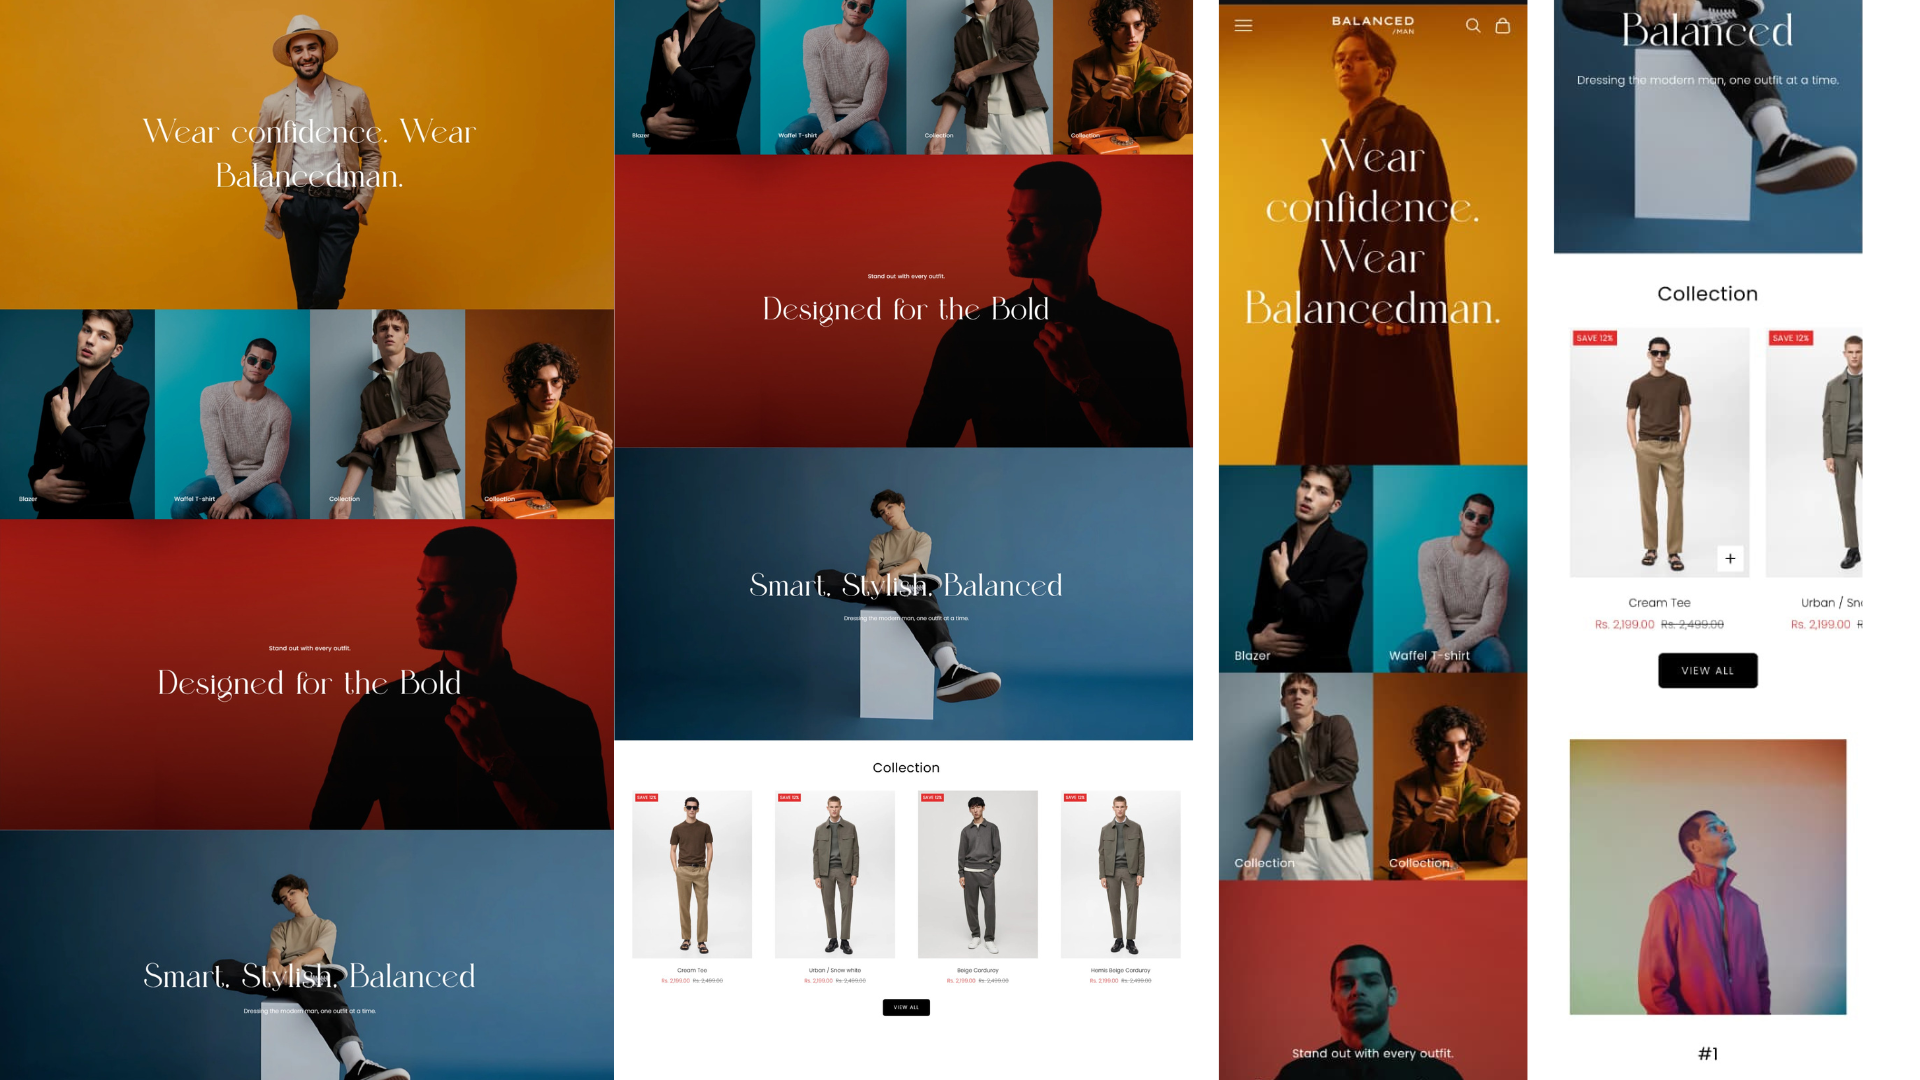 Wear confidence. Wear
Balancedman.
Blazer
Waffel T-shirt
Collection
Collection
Stand out with every outfit.
Designed for the Bold
Smart. Stylish. Balanced
Dressing the modern man, one outfit at a time.
Blazer
Waffel T-shirt
Collection
Collection
Stand out with every outfit.
Designed for the Bold
Smart. Stylish. Balanced
Dressing the modern man, one outfit at a time.
Collection
SAVE 12%
SAVE 12%
SAVE 12%
SAVE 12%
Cream Tee
Rs. 2,199.00 Rs. 2,499.00
Urban / Snow white
Rs. 2,199.00 Rs. 2,499.00
Beige Corduroy
Rs. 2,199.00 Rs. 2,499.00
Homis Beige Corduroy
Rs. 2,199.00 Rs. 2,499.00
VIEW ALL
BALANCED
/MAN
Wear
confidence.
Wear
Balancedman.
Blazer
Waffel T-shirt
Collection
Collection
Stand out with every outfit.
Balanced
Dressing the modern man, one outfit at a time.
Collection
SAVE 12%
SAVE 12%
+
Cream Tee
Rs. 2,199.00 Rs. 2,499.00
Urban / Sno
Rs. 2,199.00 R
VIEW ALL
#1